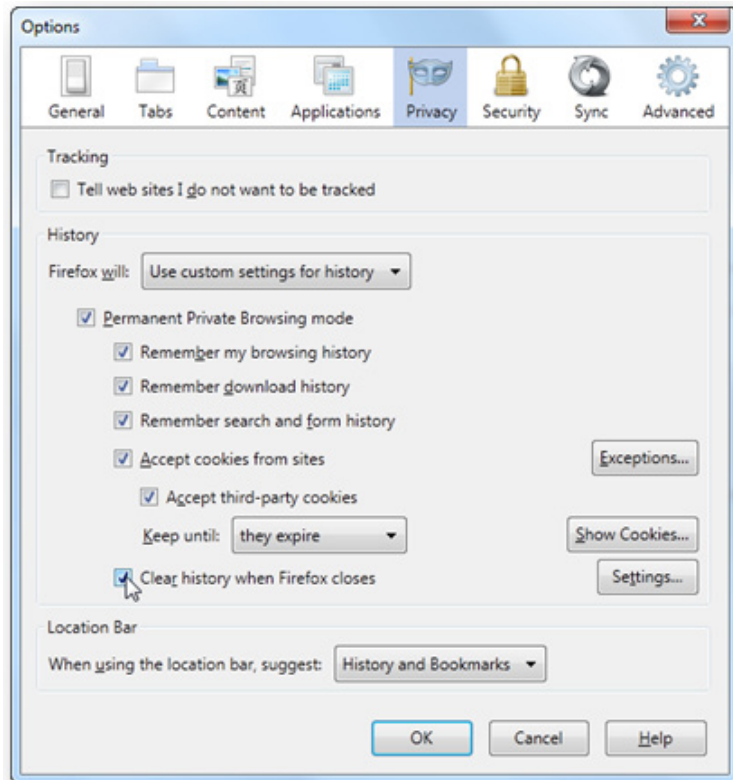 Options
General Tabs Content Applications Privacy Security Sync Advanced
Tracking
Tell web sites I do not want to be tracked
History
Firefox will: Use custom settings for history
Permanent Private Browsing mode
Remember my browsing history
Remember download history
Remember search and form history
Accept cookies from sites Exceptions...
Accept third-party cookies
Keep until: they expire Show Cookies...
Clear history when Firefox closes Settings...
Location Bar
When using the location bar, suggest: History and Bookmarks
OK Cancel Help